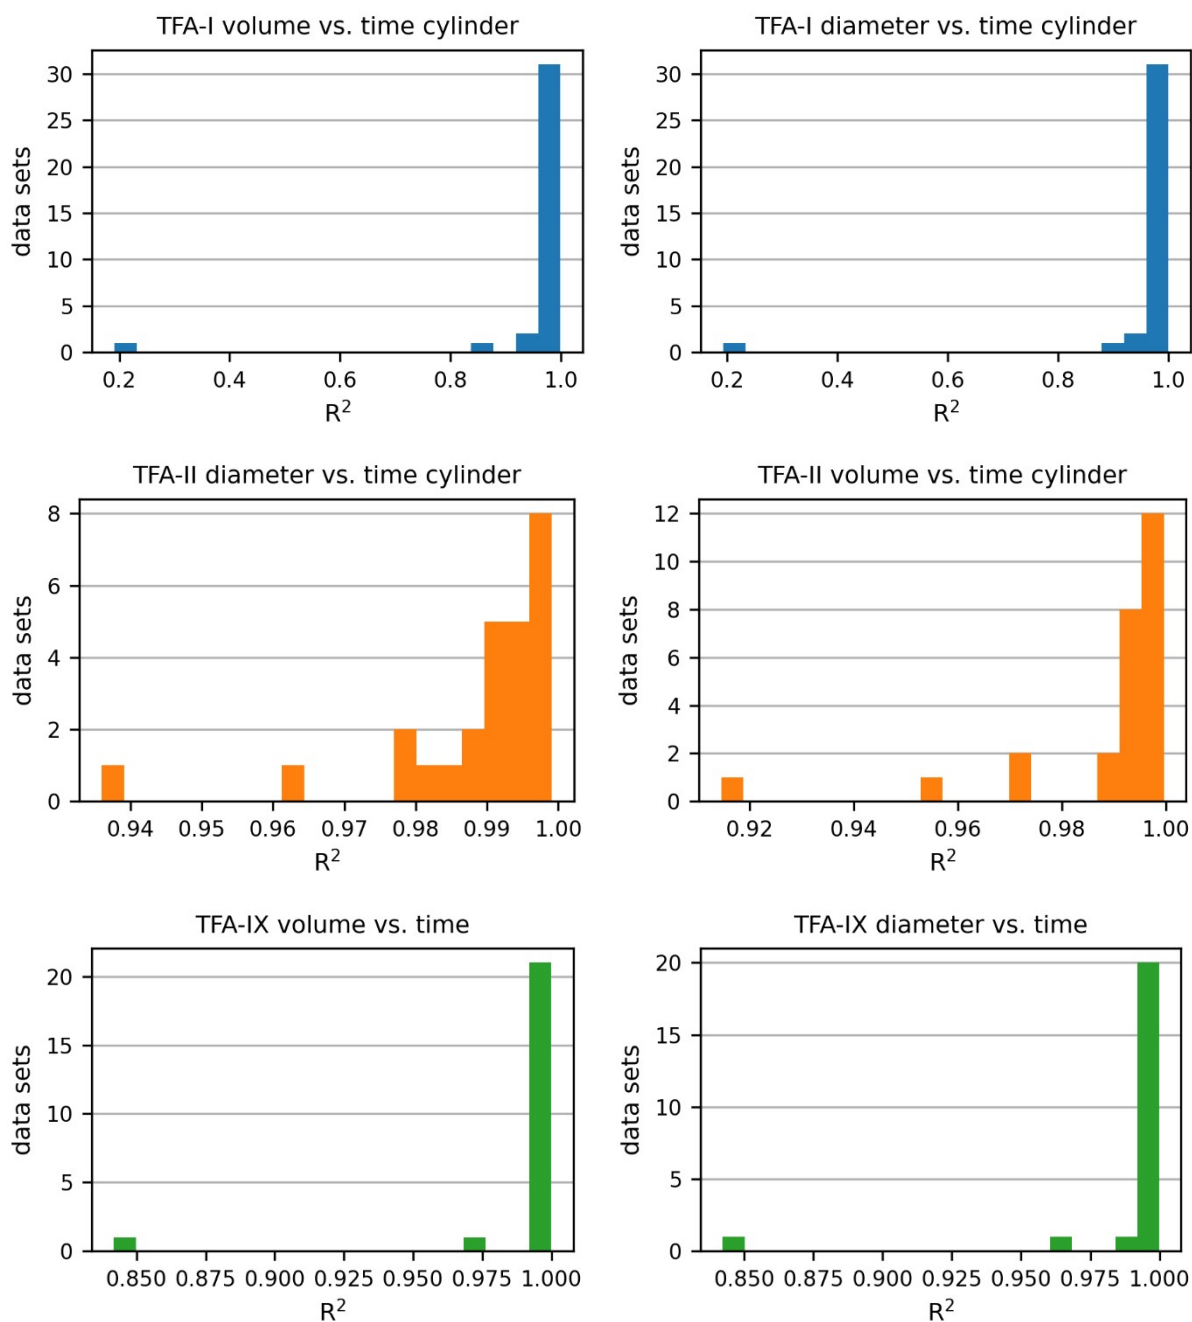 TFA-I volume vs. time cylinder
30
25
20
15
10
5
0
data sets
0.2 0.4 0.6 0.8 1.0
R²
TFA-I diameter vs. time cylinder
30
25
20
15
10
5
0
data sets
0.2 0.4 0.6 0.8 1.0
R²
TFA-II diameter vs. time cylinder
8
6
4
2
0
data sets
0.94 0.95 0.96 0.97 0.98 0.99 1.00
R²
TFA-II volume vs. time cylinder
12
10
8
6
4
2
0
data sets
0.92 0.94 0.96 0.98 1.00
R²
TFA-IX volume vs. time
20
15
10
5
0
data sets
0.850 0.875 0.900 0.925 0.950 0.975 1.000
R²
TFA-IX diameter vs. time
20
15
10
5
0
data sets
0.850 0.875 0.900 0.925 0.950 0.975 1.000
R²